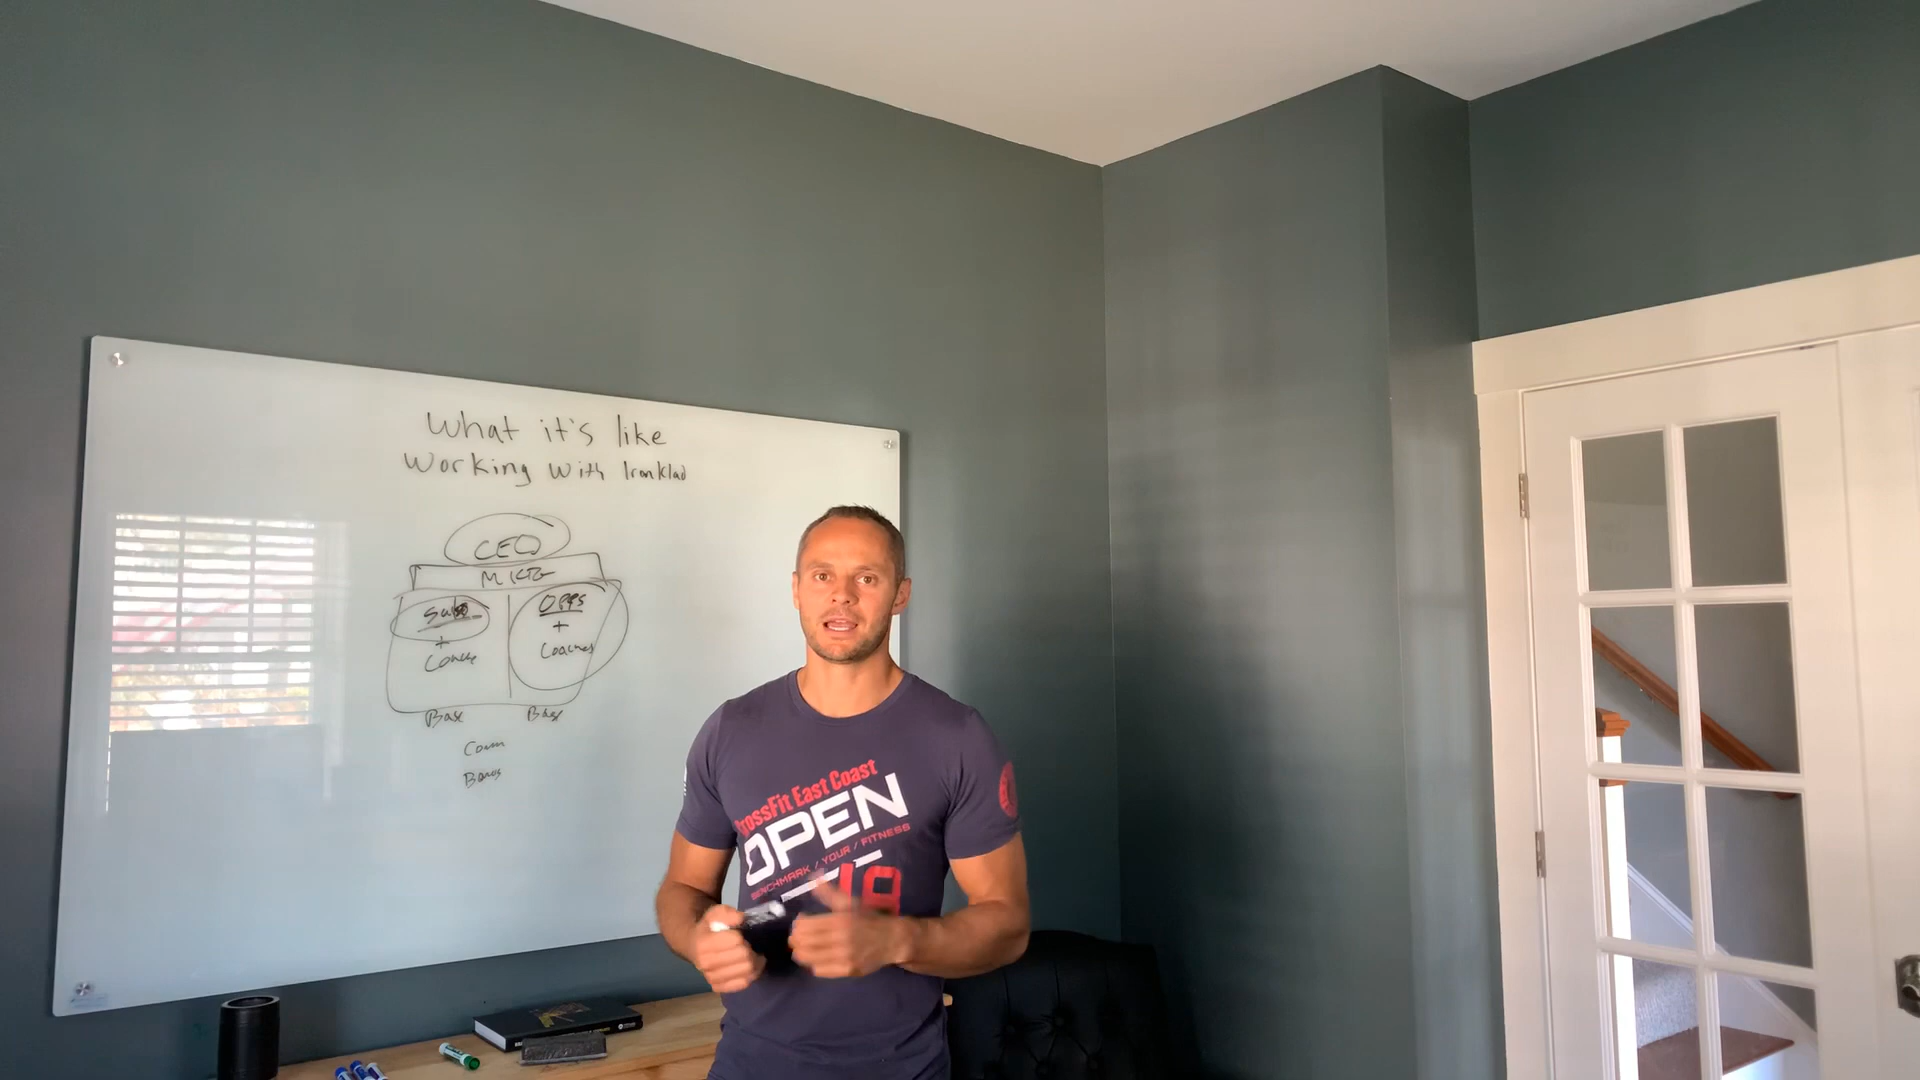 What it's like
Working with Ironklad
CEO
MKTG
Sales
+
Opps
+
Coaches
Base
Base
Comm
Bonus
CrossFit East Coast
OPEN
BENCHMARK / YOUR / FITNESS